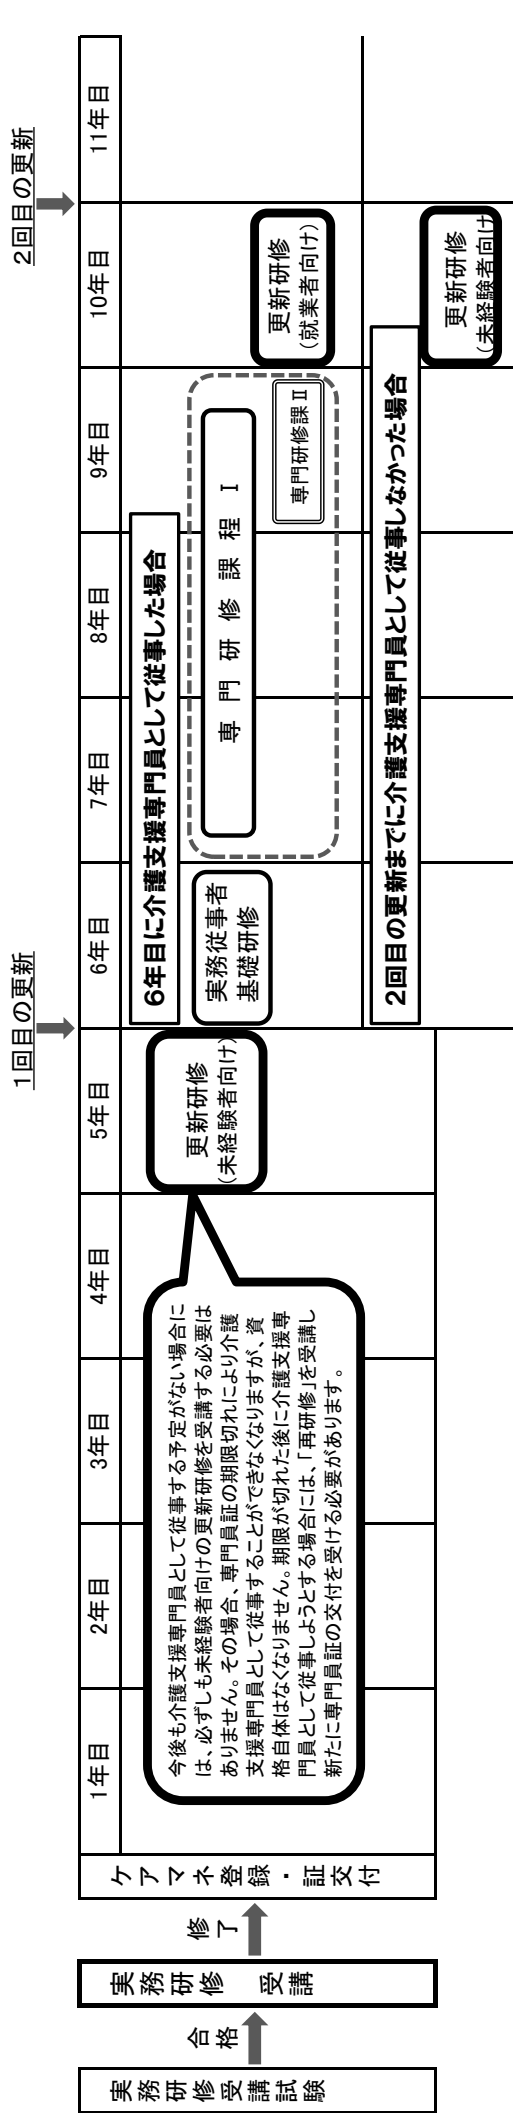 実務研修受講試験
合格
実務研修　受講
修了
ケアマネ登録・証交付
1回目の更新
2回目の更新
1年目
2年目
3年目
4年目
5年目
6年目
7年目
8年目
9年目
10年目
11年目
今後も介護支援専門員として従事する予定がない場合に
は、必ずしも未経験者向けの更新研修を受講する必要は
ありません。その場合、専門員証の期限切れにより介護
支援専門員として従事することができなくなりますが、資
格自体はなくなりません。期限が切れた後に介護支援専
門員として従事しようとする場合には、「再研修」を受講し
新たに専門員証の交付を受ける必要があります。
更新研修
(未経験者向け)
6年目に介護支援専門員として従事した場合
実務従事者
基礎研修
専門研修課程Ⅰ
専門研修課Ⅱ
更新研修
(就業者向け)
2回目の更新までに介護支援専門員として従事しなかった場合
更新研修
(未経験者向け